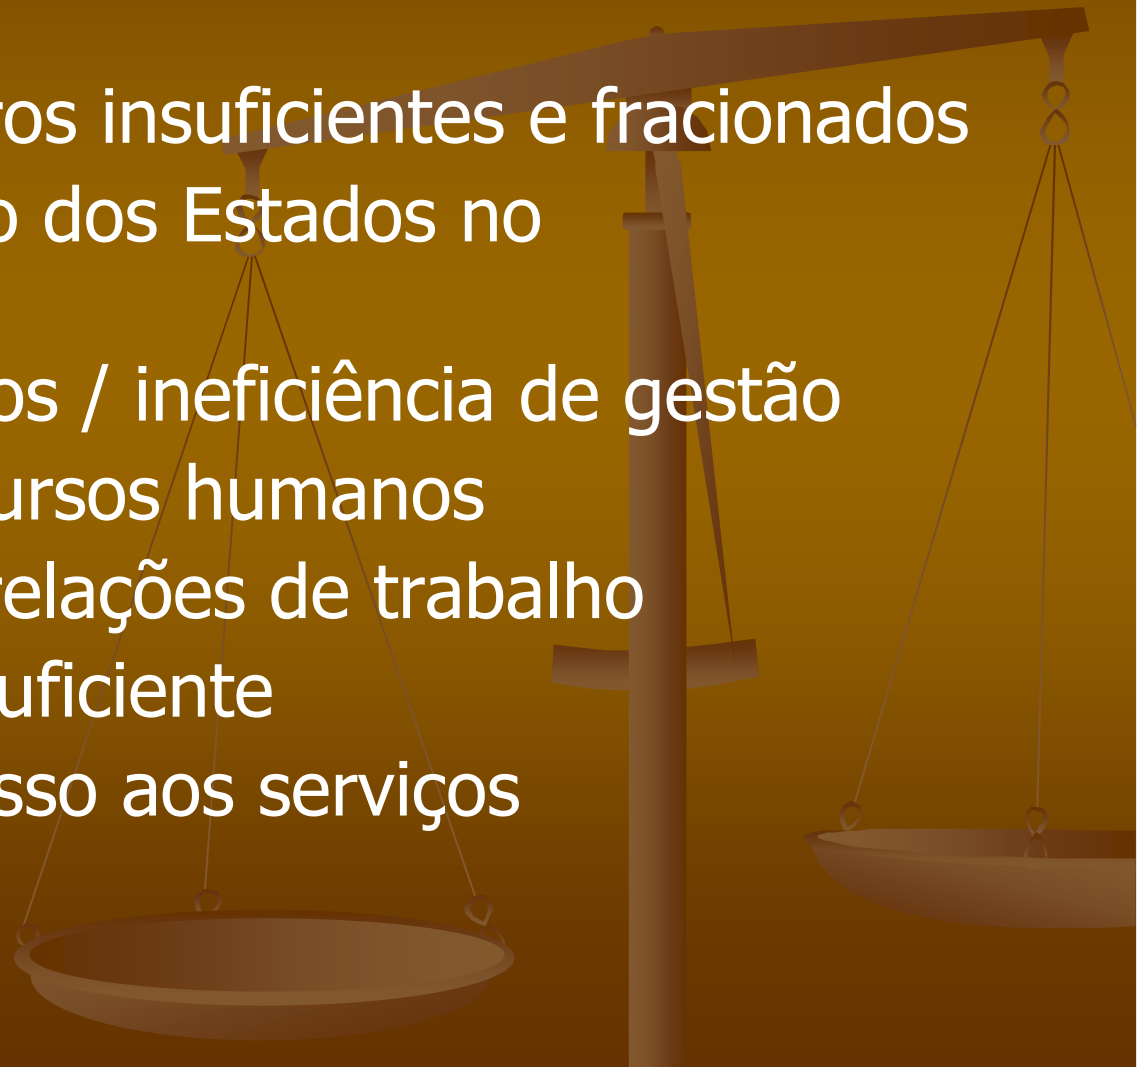 ros insuficientes e fracionados
o dos Estados no
os / ineficiência de gestão
ursos humanos
relações de trabalho
uficiente
sso aos serviços